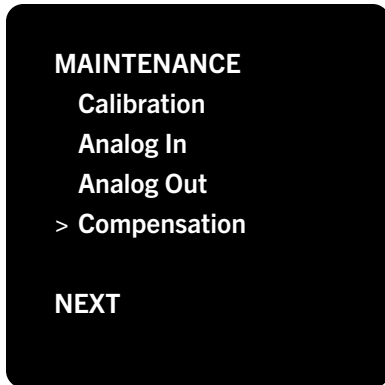 MAINTENANCE
Calibration
Analog In
Analog Out
> Compensation
NEXT